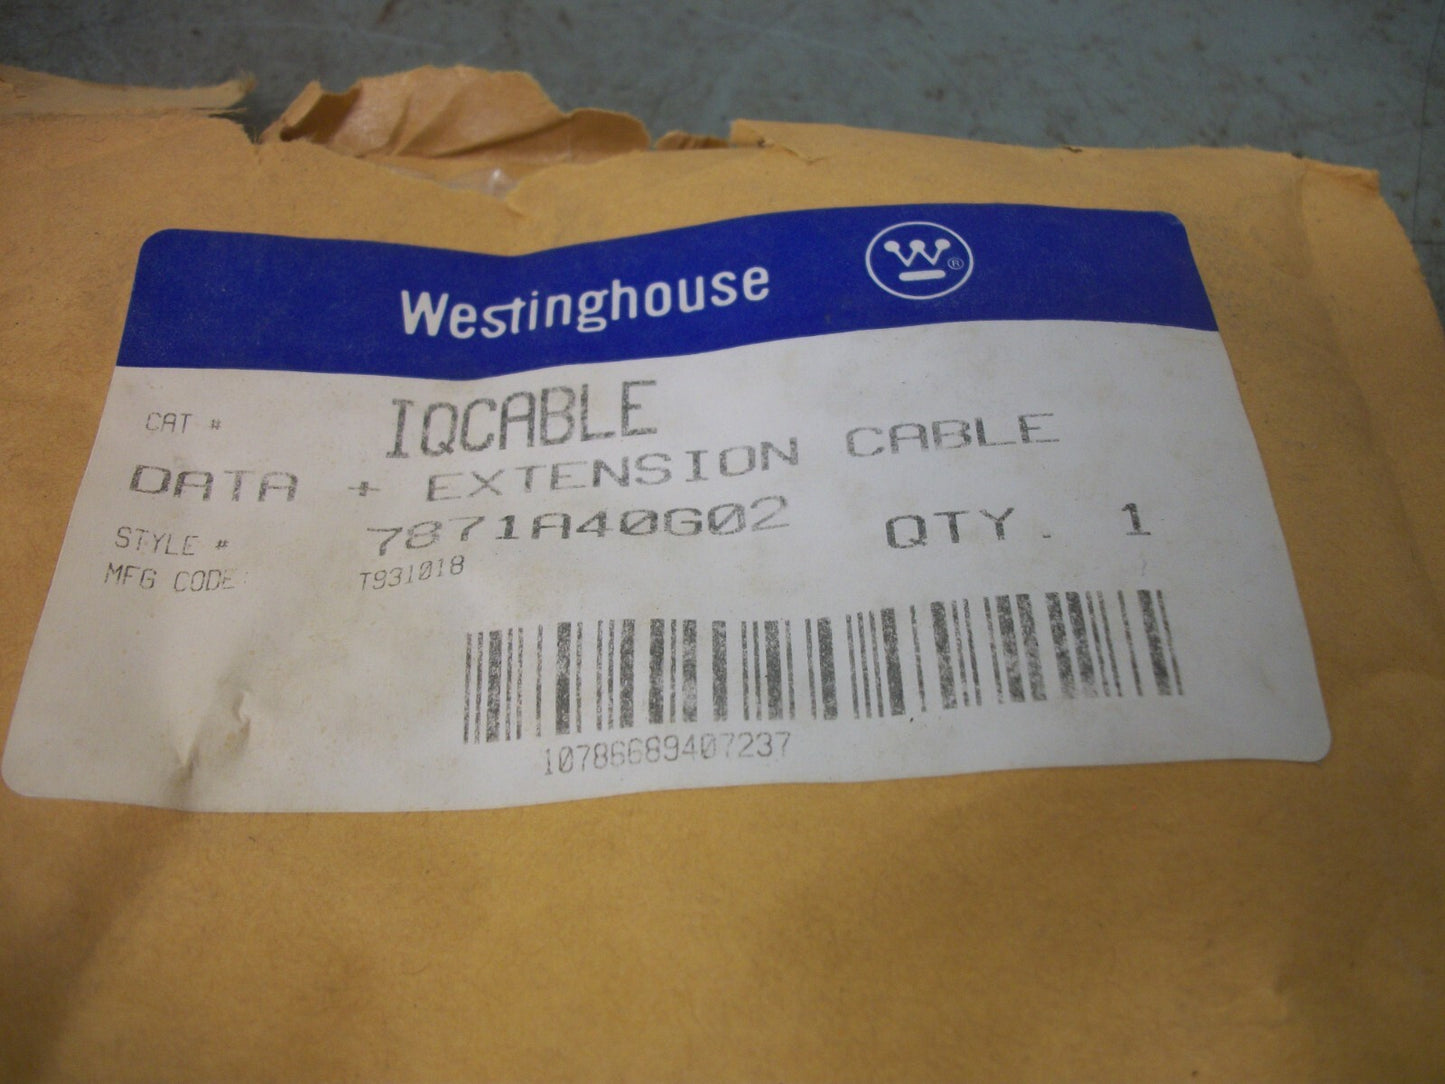 Westinghouse
W ®
CAT # IQCABLE
DATA + EXTENSION CABLE
STYLE # 7871A40G02 QTY. 1
MFG CODE: T931018
10786689407237